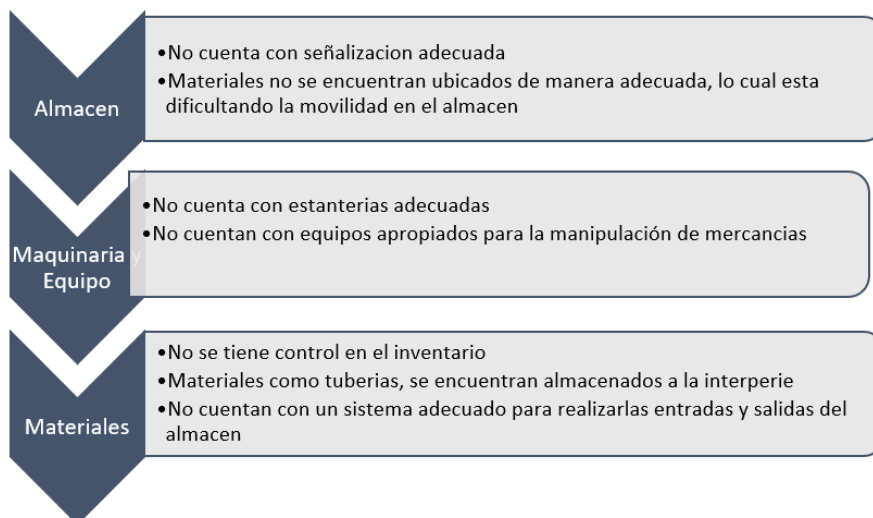 Almacen
•No cuenta con señalizacion adecuada
•Materiales no se encuentran ubicados de manera adecuada, lo cual esta
dificultando la movilidad en el almacen
Maquinaria y
Equipo
•No cuenta con estanterias adecuadas
•No cuentan con equipos apropiados para la manipulación de mercancias
Materiales
•No se tiene control en el inventario
•Materiales como tuberias, se encuentran almacenados a la interperie
•No cuentan con un sistema adecuado para realizarlas entradas y salidas del
almacen